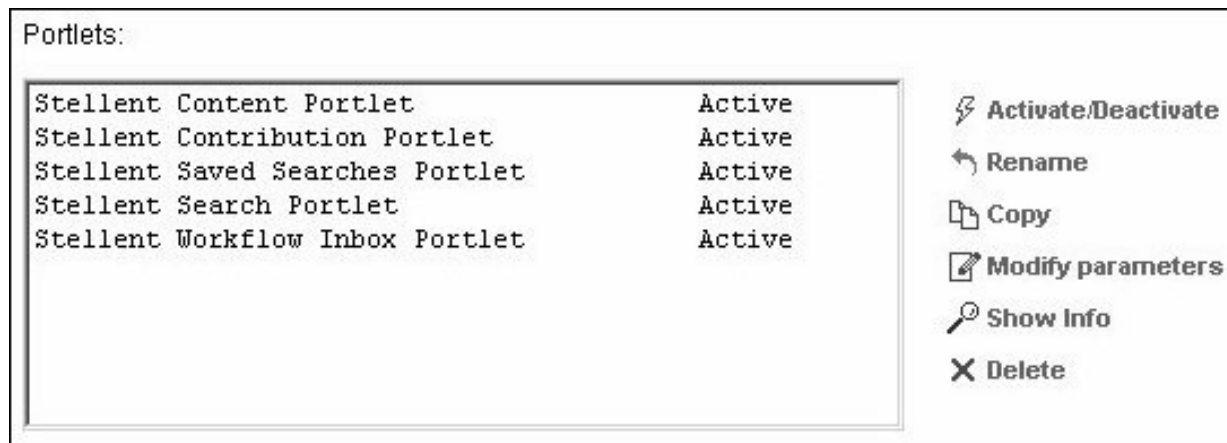 Portlets:
Stellent Content Portlet Active
Stellent Contribution Portlet Active
Stellent Saved Searches Portlet Active
Stellent Search Portlet Active
Stellent Workflow Inbox Portlet Active
Activate/Deactivate
Rename
Copy
Modify parameters
Show Info
Delete